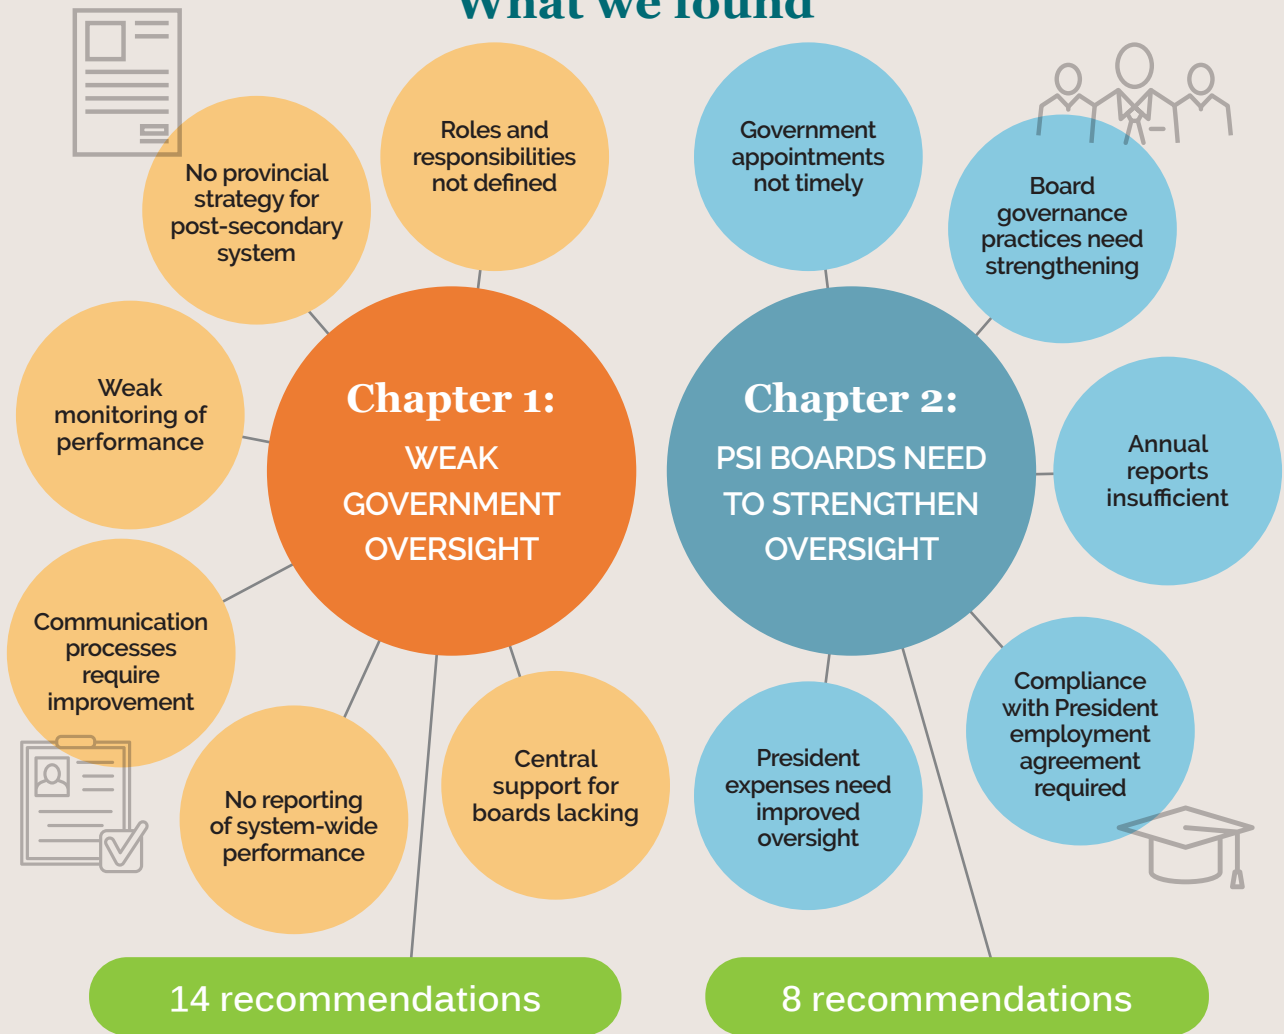 What we found
Roles and
responsibilities
not defined
No provincial
strategy for
post-secondary
system
Weak
monitoring of
performance
Communication
processes
require
improvement
No reporting
of system-wide
performance
Central
support for
boards lacking
Chapter 1:
WEAK
GOVERNMENT
OVERSIGHT
14 recommendations
Government
appointments
not timely
Board
governance
practices need
strengthening
Annual
reports
insufficient
Compliance
with President
employment
agreement
required
President
expenses need
improved
oversight
Chapter 2:
PSI BOARDS NEED
TO STRENGTHEN
OVERSIGHT
8 recommendations